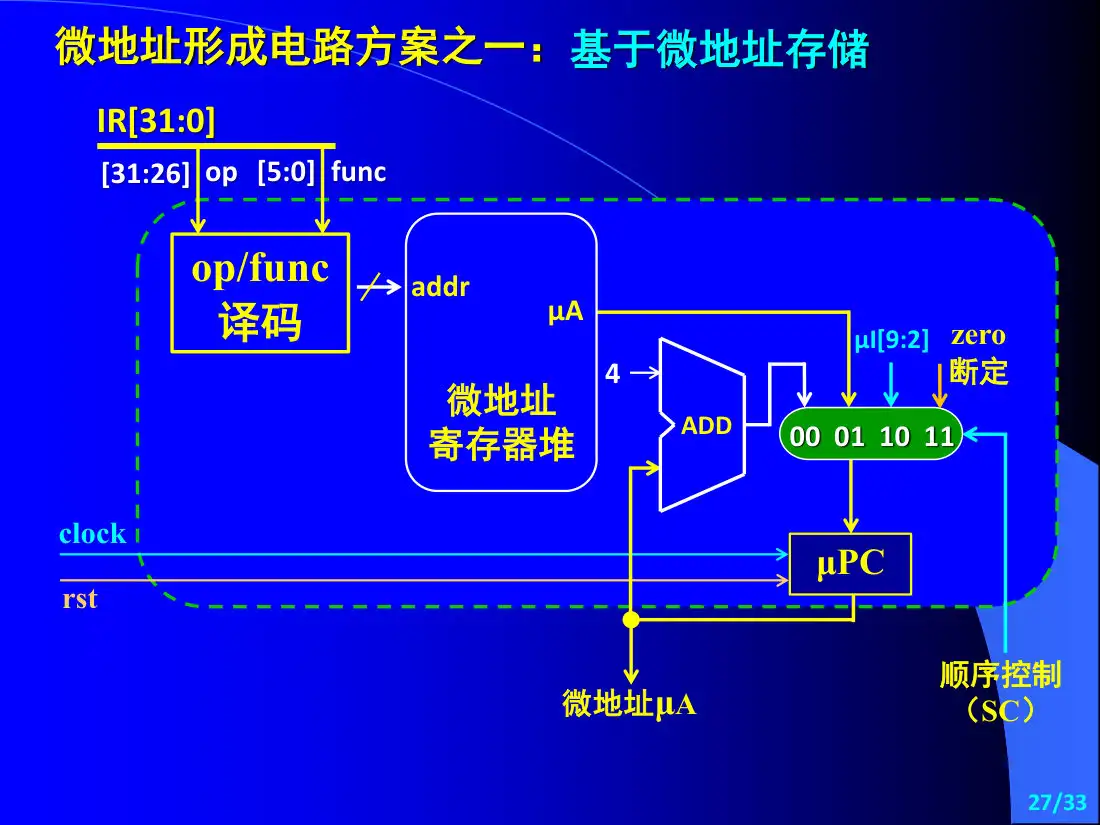 微地址形成电路方案之一：基于微地址存储
IR[31:0]
[31:26] op [5:0] func
op/func
译码
addr
μA
微地址
寄存器堆
4
ADD
μI[9:2]
zero
断定
00 01 10 11
clock
rst
μPC
微地址μA
顺序控制
（SC）
27/33